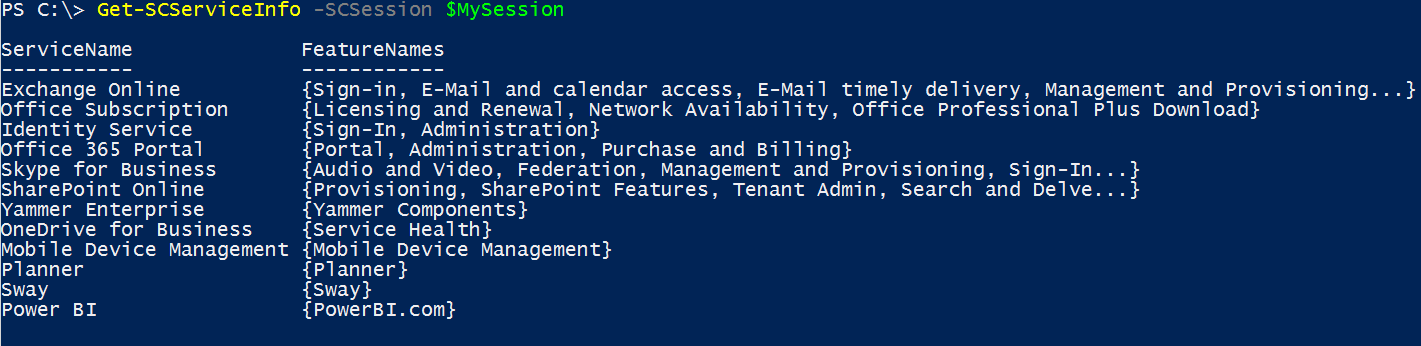 PS C:\> Get-SCServiceInfo -SCSession $MySession
ServiceName FeatureNames
----------- ------------
Exchange Online {Sign-in, E-Mail and calendar access, E-Mail timely delivery, Management and Provisioning...}
Office Subscription {Licensing and Renewal, Network Availability, Office Professional Plus Download}
Identity Service {Sign-In, Administration}
Office 365 Portal {Portal, Administration, Purchase and Billing}
Skype for Business {Audio and Video, Federation, Management and Provisioning, Sign-In...}
SharePoint Online {Provisioning, SharePoint Features, Tenant Admin, Search and Delve...}
Yammer Enterprise {Yammer Components}
OneDrive for Business {Service Health}
Mobile Device Management {Mobile Device Management}
Planner {Planner}
Sway {Sway}
Power BI {PowerBI.com}